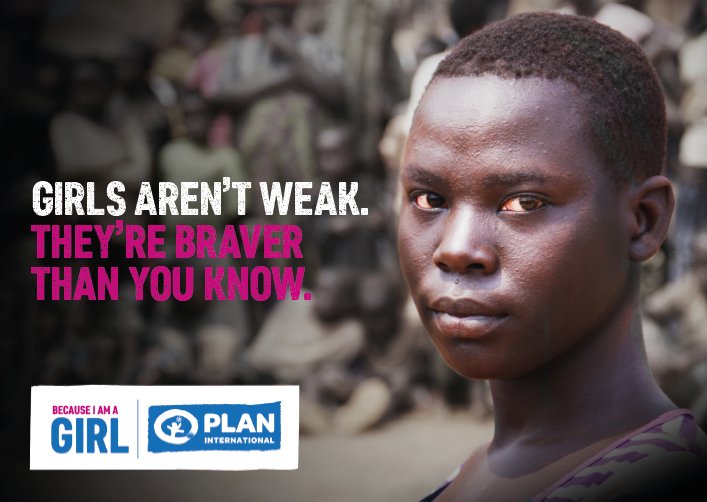 GIRLS AREN'T WEAK.
THEY'RE BRAVER
THAN YOU KNOW.
BECAUSE I AM A
GIRL
PLAN
INTERNATIONAL